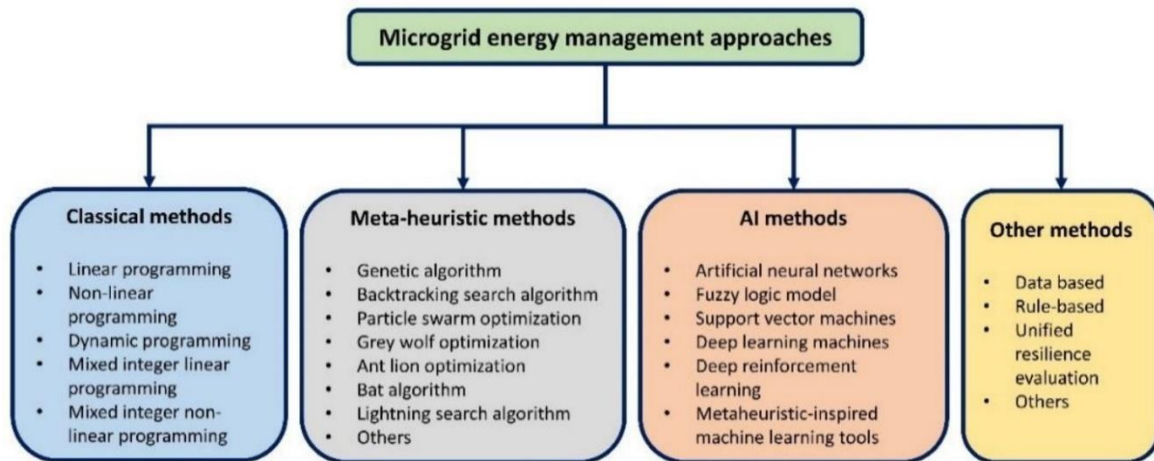 Microgrid energy management approaches
Classical methods
• Linear programming
• Non-linear
programming
• Dynamic programming
• Mixed integer linear
programming
• Mixed integer non-
linear programming
Meta-heuristic methods
• Genetic algorithm
• Backtracking search algorithm
• Particle swarm optimization
• Grey wolf optimization
• Ant lion optimization
• Bat algorithm
• Lightning search algorithm
• Others
AI methods
• Artificial neural networks
• Fuzzy logic model
• Support vector machines
• Deep learning machines
• Deep reinforcement
learning
• Metaheuristic-inspired
machine learning tools
Other methods
• Data based
• Rule-based
• Unified
resilience
evaluation
• Others